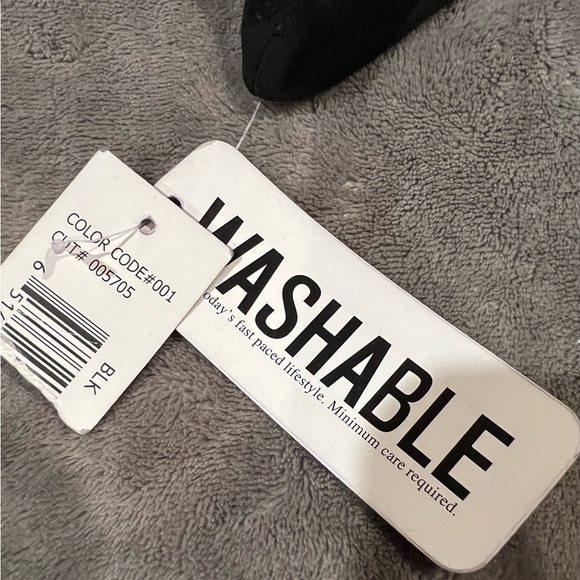 COLOR CODE#001
CUT# 005705
BLK
WASHABLE
today's fast paced lifestyle. Minimum care required.